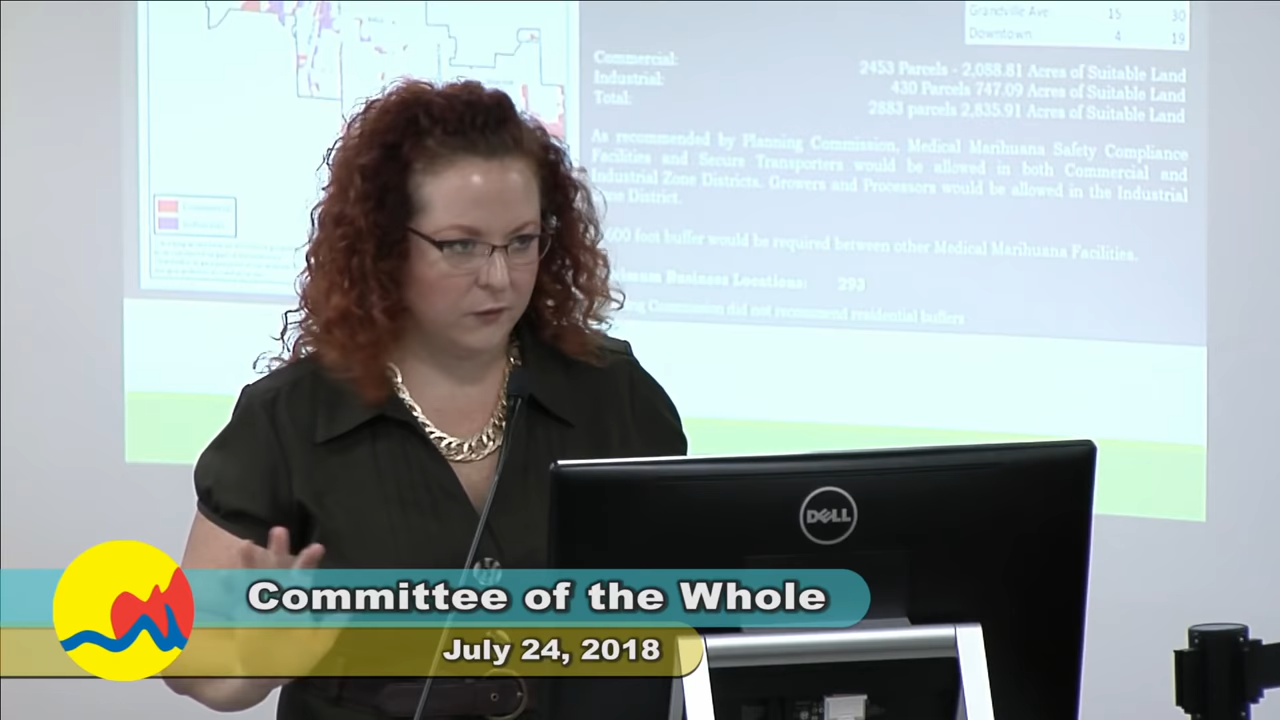 Grandville Ave 15 30
Downtown 4 19
Commercial: 2453 Parcels - 2,088.81 Acres of Suitable Land
Industrial: 430 Parcels 747.09 Acres of Suitable Land
Total: 2883 parcels 2,835.91 Acres of Suitable Land
As recommended by Planning Commission, Medical Marihuana Safety Compliance
Facilities and Secure Transporters would be allowed in both Commercial and
Industrial Zone Districts. Growers and Processors would be allowed in the Industrial
District.
foot buffer would be required between other Medical Marihuana Facilities.
Business Locations: 293
did not recommend residential buffers
DELL
Committee of the Whole
July 24, 2018